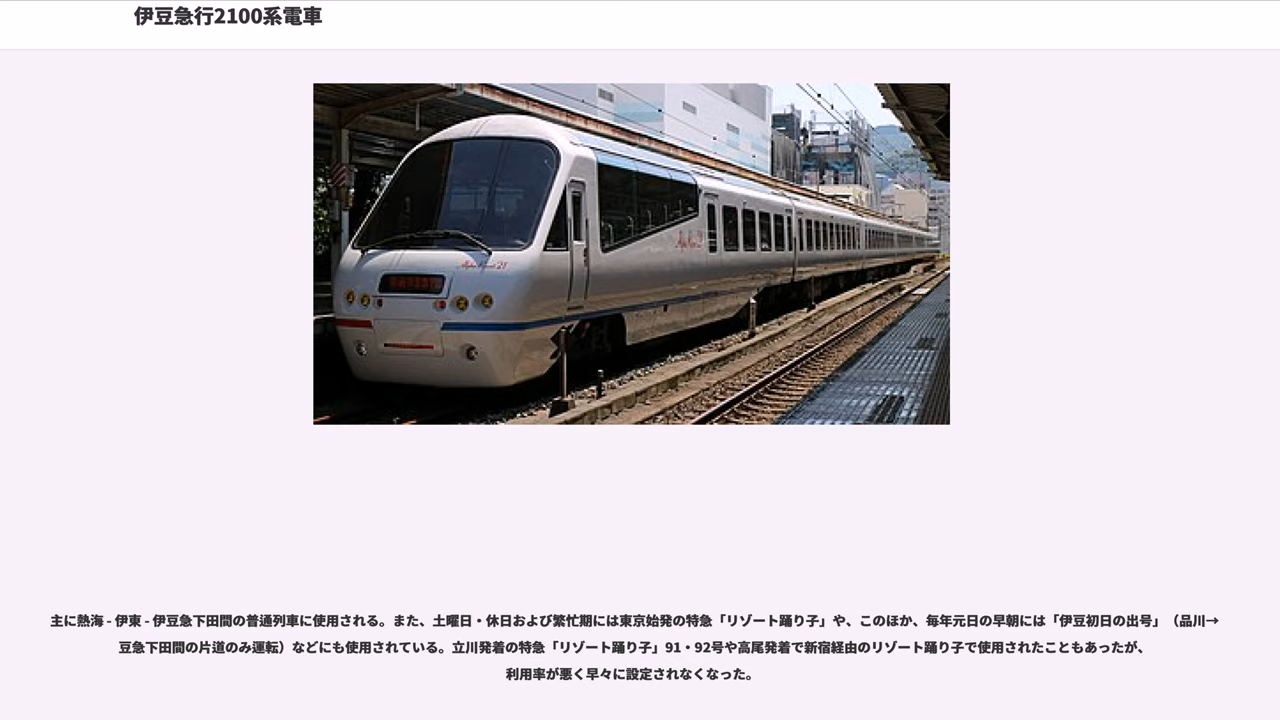 伊豆急行2100系電車
Alpha Resort 21
主に熱海 - 伊東 - 伊豆急下田間の普通列車に使用される。また、土曜日・休日および繁忙期には東京始発の特急「リゾート踊り子」や、このほか、毎年元日の早朝には「伊豆初日の出号」（品川→
豆急下田間の片道のみ運転）などにも使用されている。立川発着の特急「リゾート踊り子」91・92号や高尾発着で新宿経由のリゾート踊り子で使用されたこともあったが、
利用率が悪く早々に設定されなくなった。